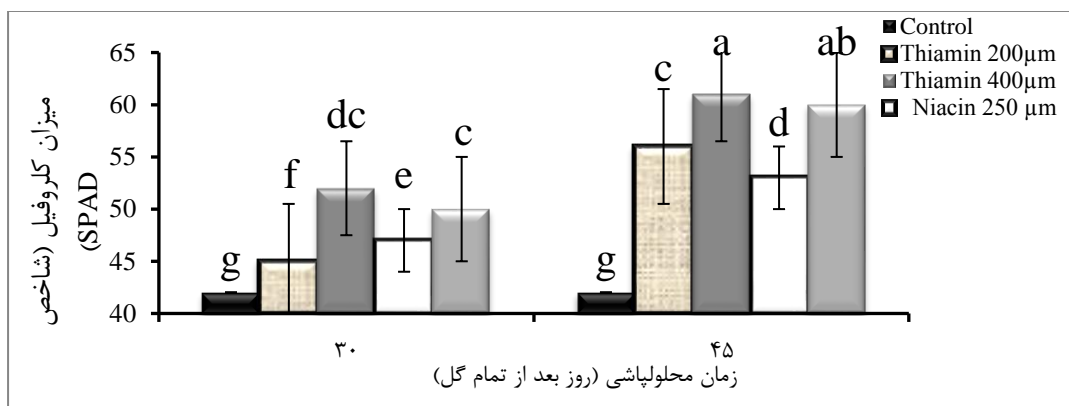 Control
Thiamin 200µm
Thiamin 400µm
Niacin 250 µm
میزان کلروفیل (شاخص
SPAD)
65
60
55
50
45
40
g
f
dc
e
c
g
c
a
d
ab
۳۰
۴۵
زمان محلولپاشی (روز بعد از تمام گل)